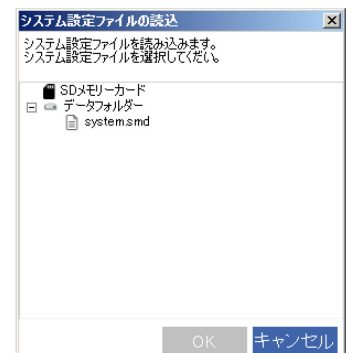 システム設定ファイルの読込
システム設定ファイルを読み込みます。
システム設定ファイルを選択してくだい。
SDメモリーカード
データフォルダー
system.smd
OK
キャンセル